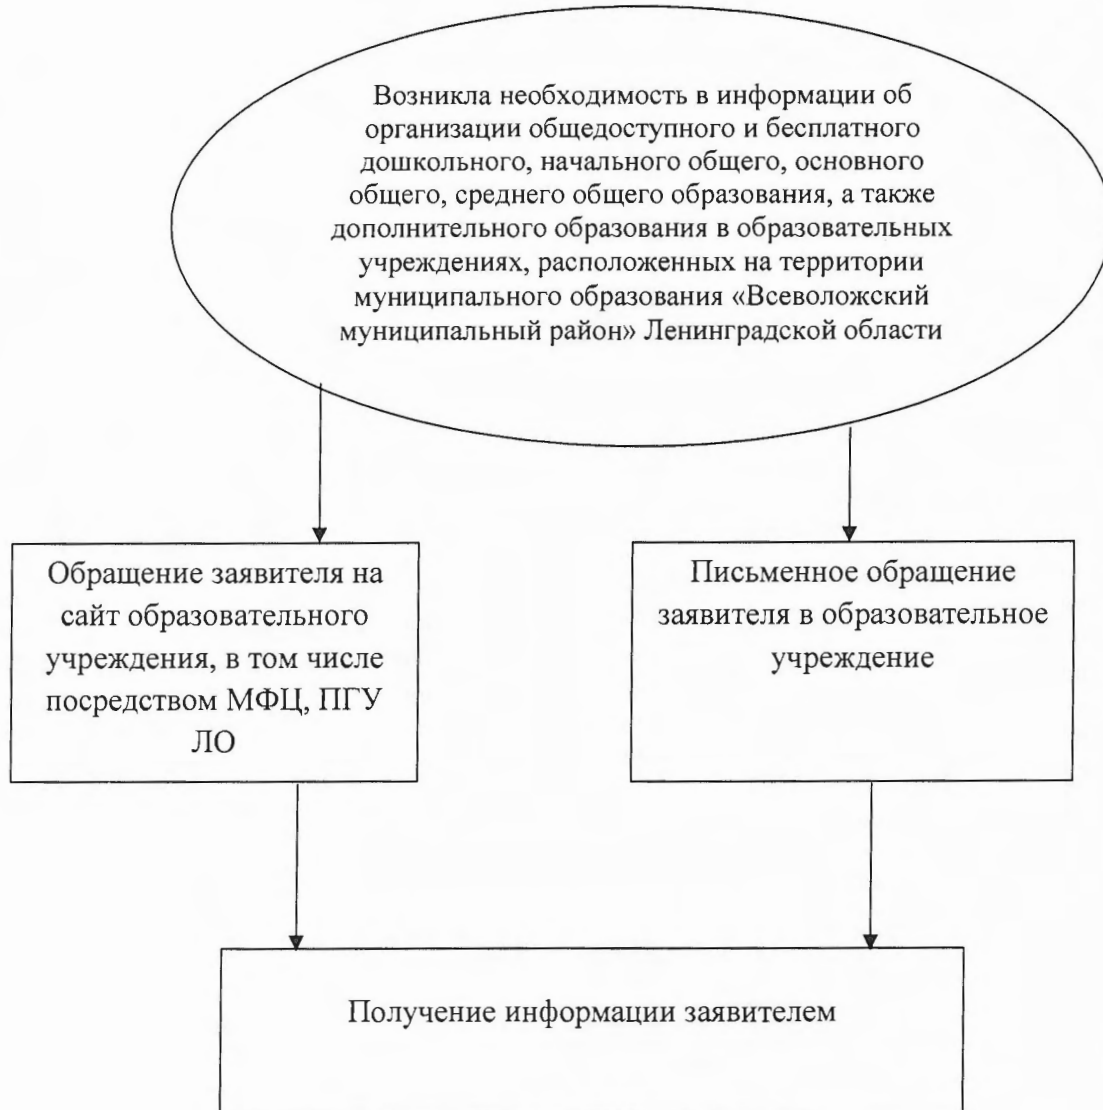 Возникла необходимость в информации об
организации общедоступного и бесплатного
дошкольного, начального общего, основного
общего, среднего общего образования, а также
дополнительного образования в образовательных
учреждениях, расположенных на территории
муниципального образования «Всеволожский
муниципальный район» Ленинградской области
Обращение заявителя на
сайт образовательного
учреждения, в том числе
посредством МФЦ, ПГУ
ЛО
Письменное обращение
заявителя в образовательное
учреждение
Получение информации заявителем